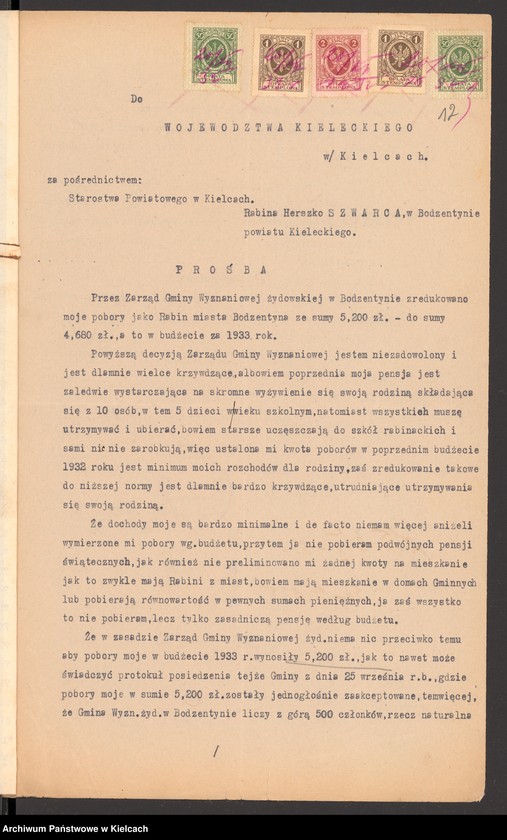 12
Do
WOJEWÓDZTWA KIELECKIEGO
w/ Kielcach.
za pośrednictwem:
Starostwa Powiatowego w Kielcach.
Rabina Herszko SZWARCA, w Bodzentynie
powiatu Kieleckiego.
PROŚBA
Przez Zarząd Gminy Wyznaniowej żydowskiej w Bodzentynie zredukowano
moje pobory jako Rabin miasta Bodzentyna ze sumy 5,200 zł. - do sumy
4,680 zł., a to w budżecie za 1933 rok.
Powyższą decyzją Zarządu Gminy Wyznaniowej jestem niezadowolony i
jest dlamnie wielce krzywdzące, albowiem poprzednia moja pensja jest
zaledwie wystarczająca na skromne wyżywienie się swoją rodziną składająca
się z 10 osób, w tem 5 dzieci w wieku szkolnym, natomiast wszystkich muszę
utrzymywać i ubierać, bowiem starsze uczęszczają do szkół rabinackich i
sami nic nie zarobkują, więc ustalona mi kwota poborów w poprzednim budżecie
1932 roku jest minimum moich rozchodów dla rodziny, zaś zredukowanie takowe
do niższej normy jest dlamnie bardzo krzywdzące, utrudniające utrzymywania
się swoją rodziną.
Że dochody moje są bardzo minimalne i de facto niemam więcej aniżeli
wymierzone mi pobory wg. budżetu, przytem ja nie pobieram podwójnych pensji
świątecznych, jak również nie preliminowano mi żadnej kwoty na mieszkanie
jak to zwykle mają Rabini z miast, bowiem mają mieszkanie w domach Gminnych
lub pobierają równowartość w pewnych sumach pieniężnych, ja zaś wszystko
to nie pobieram, lecz tylko zasadniczą pensję według budżetu.
Że w zasadzie Zarząd Gminy Wyznaniowej żyd. niema nic przeciwko temu
aby pobory moje w budżecie 1933 r. wynosiły 5,200 zł., jak to nawet może
świadczyć protokuł posiedzenia tejże Gminy z dnia 25 września r.b., gdzie
pobory moje w sumie 5,200 zł. zostały jednogłośnie zaakceptowane, temwięcej,
że Gmina Wyzn. żyd. w Bodzentynie liczy z górą 500 członków, rzecz naturalna
Archiwum Państwowe w Kielcach